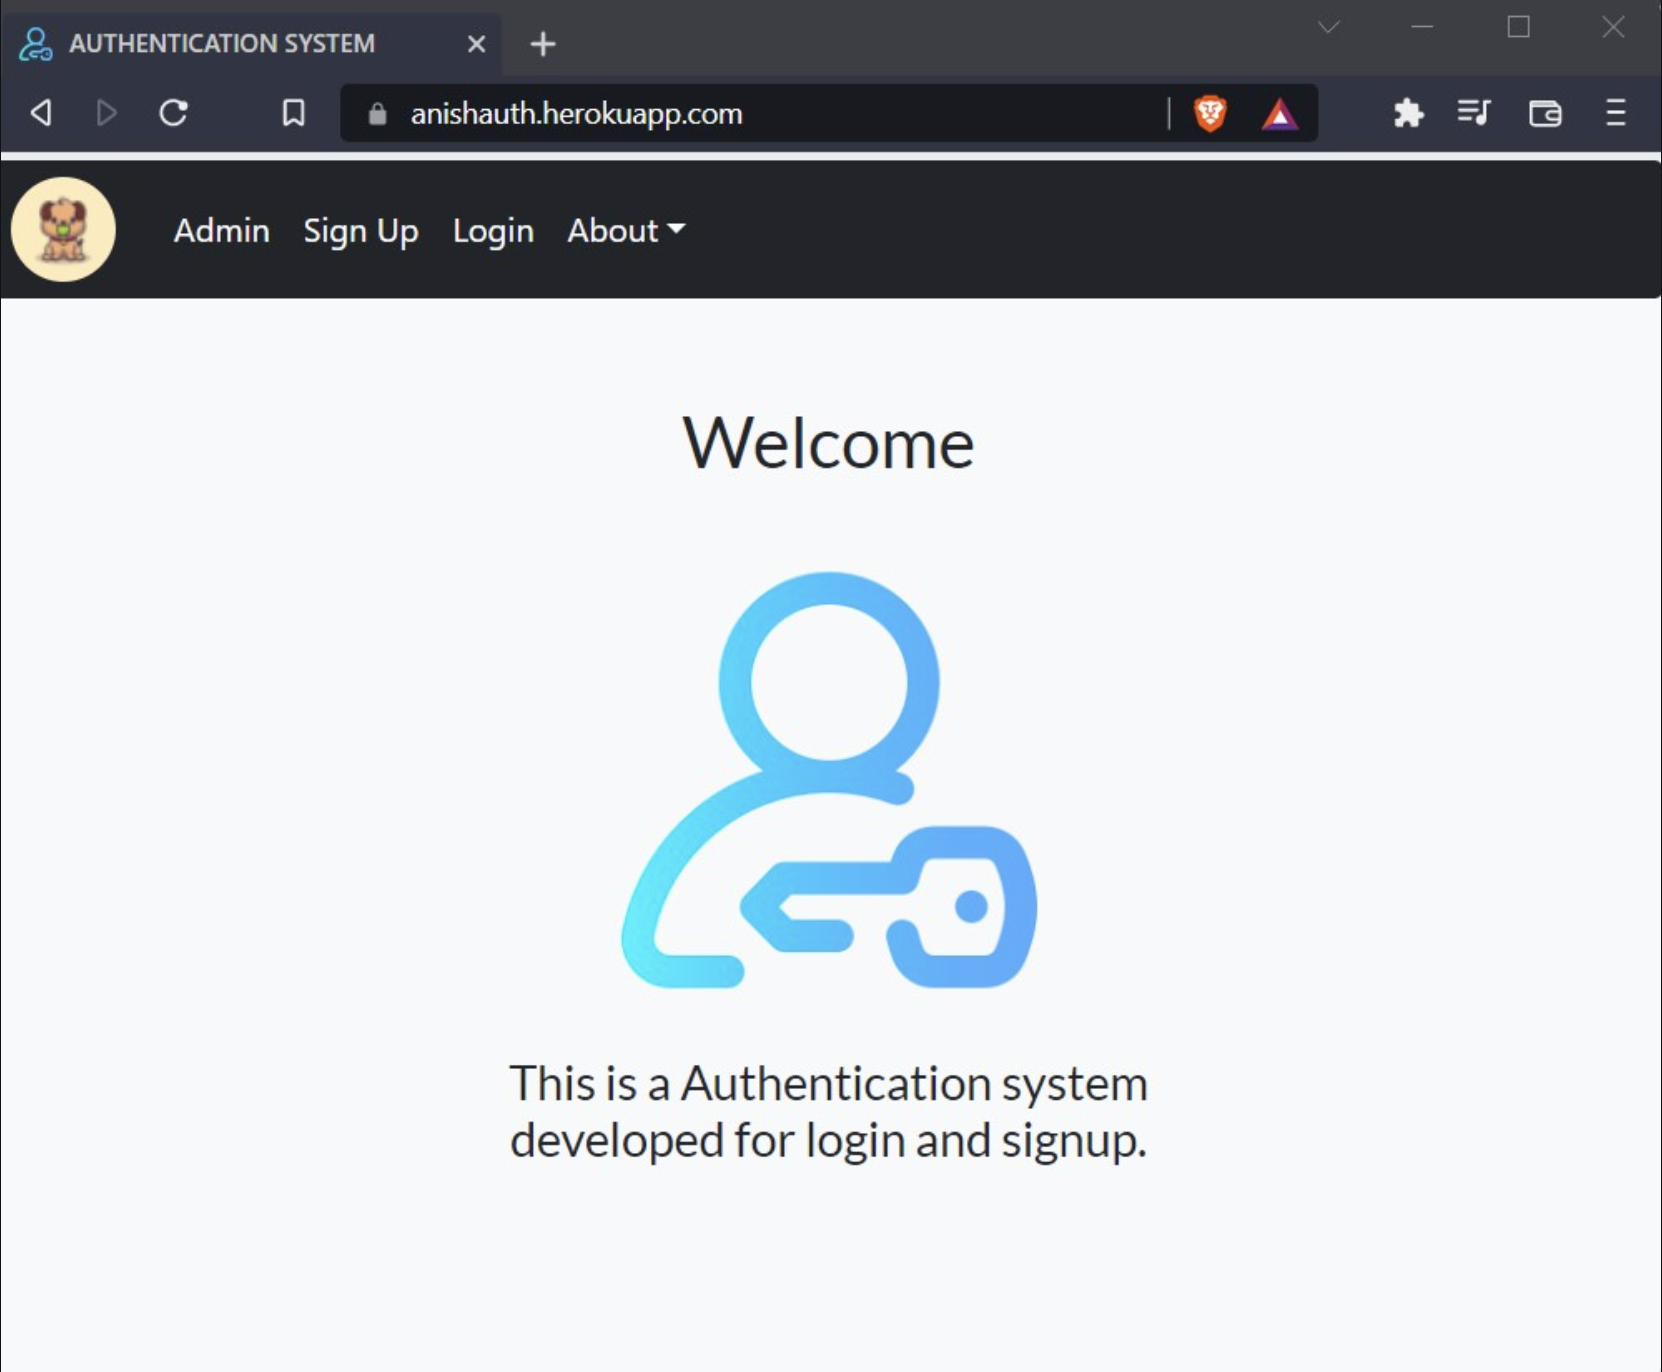 AUTHENTICATION SYSTEM
anishauth.herokuapp.com
Admin Sign Up Login About
Welcome
This is a Authentication system
developed for login and signup.